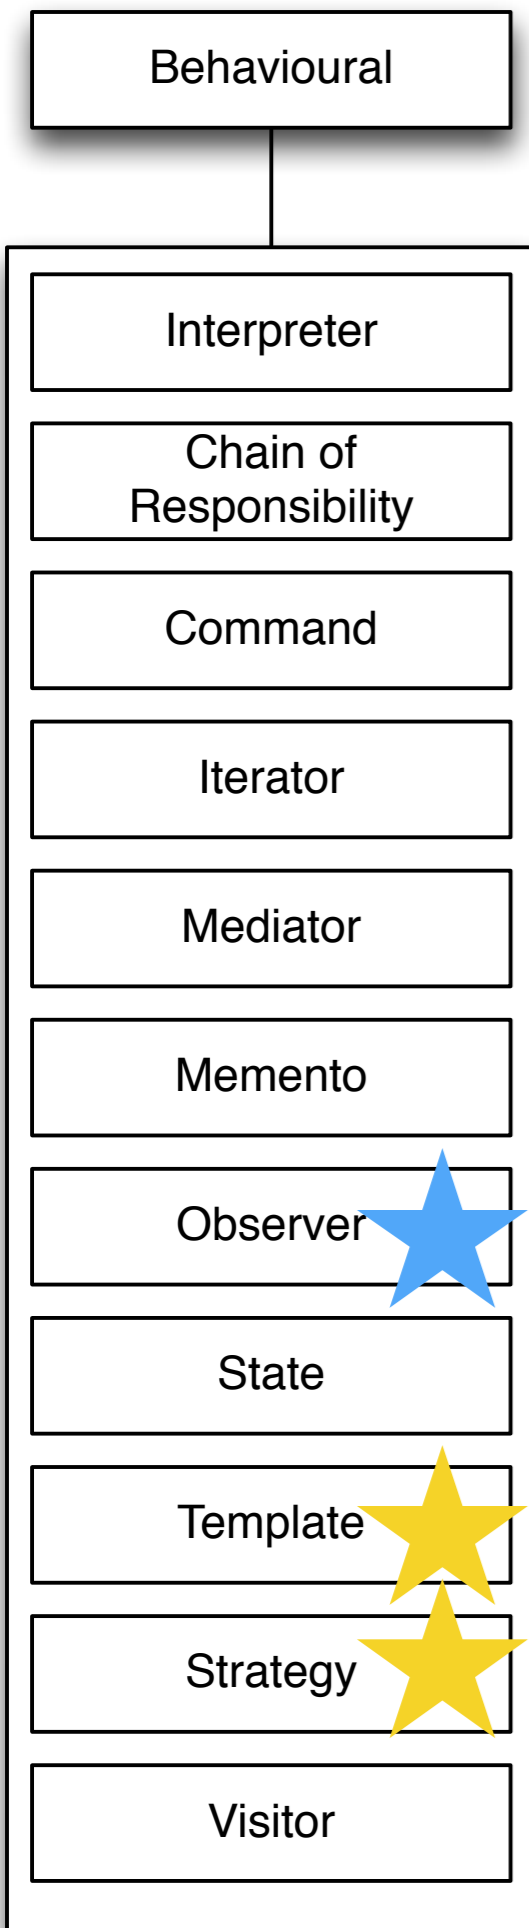 Behavioural
Interpreter
Chain of
Responsibility
Command
Iterator
Mediator
Memento
Observer
State
Template
Strategy
Visitor